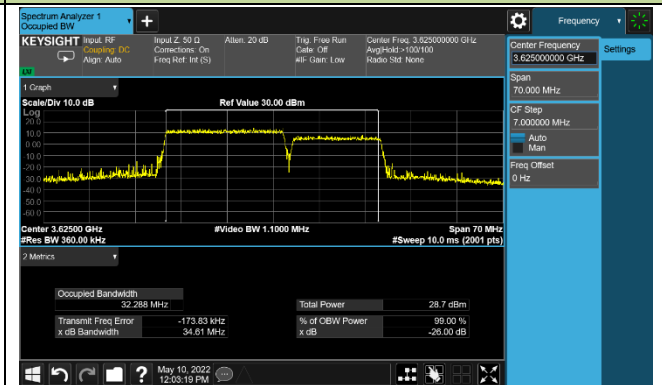 Spectrum Analyzer 1
Occupied BW
+
Frequency
KEYSIGHT
Input: RF
Coupling: DC
Align: Auto
Input Z: 50 Ω
Corrections: On
Freq Ref: Int (S)
Atten: 20 dB
Trig: Free Run
Gate: Off
#IF Gain: Low
Center Freq: 3.625000000 GHz
Avg|Hold:>100/100
Radio Std: None
Center Frequency
3.625000000 GHz
Settings
Span
70.000 MHz
CF Step
7.000000 MHz
Auto
Man
Freq Offset
0 Hz
1 Graph
Scale/Div 10.0 dB
Ref Value 30.00 dBm
Log
20.0
10.0
0.00
-10.0
-20.0
-30.0
-40.0
-50.0
-60.0
Center 3.62500 GHz
#Video BW 1.1000 MHz
Span 70 MHz
#Res BW 360.00 kHz
#Sweep 10.0 ms (2001 pts)
2 Metrics
Occupied Bandwidth
32.288 MHz
Total Power
28.7 dBm
Transmit Freq Error
-173.83 kHz
% of OBW Power
99.00 %
x dB Bandwidth
34.61 MHz
x dB
-26.00 dB
?
May 10, 2022
12:03:19 PM